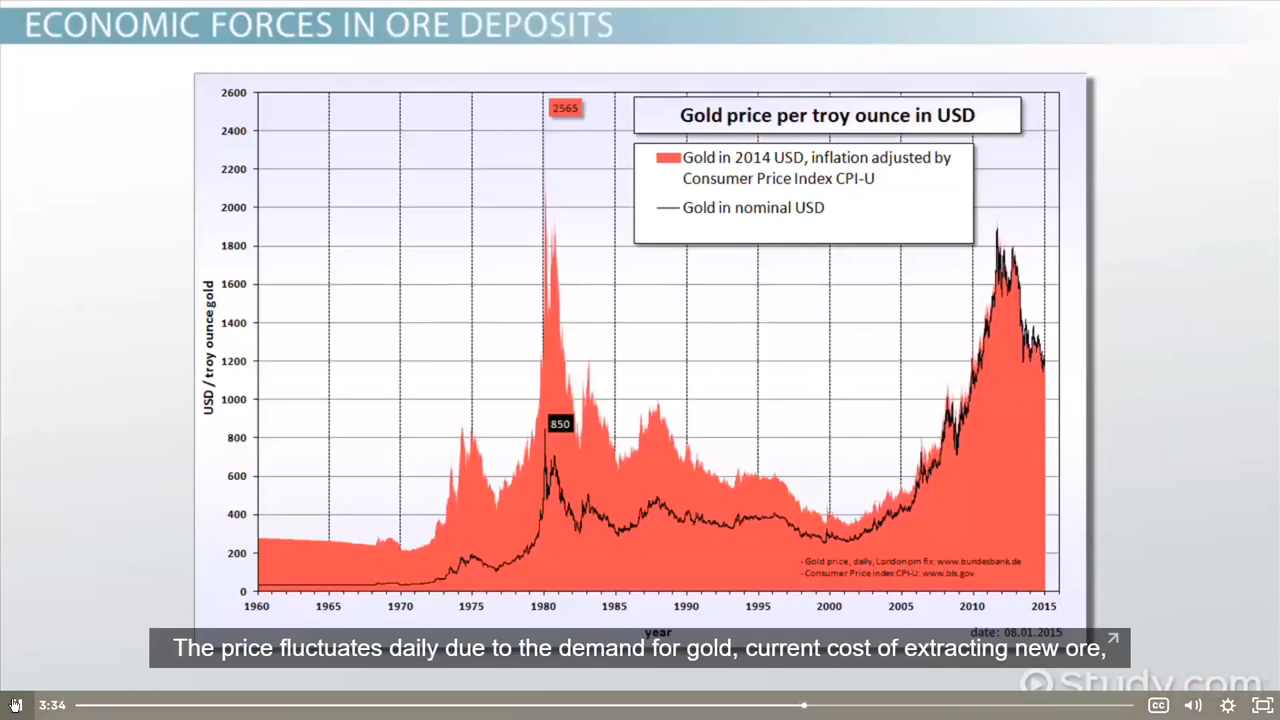 ECONOMIC FORCES IN ORE DEPOSITS
Gold price per troy ounce in USD
Gold in 2014 USD, inflation adjusted by
Consumer Price Index CPI-U
Gold in nominal USD
2600
2400
2200
2000
1800
1600
1400
1200
1000
800
600
400
200
0
USD / troy ounce gold
2565
850
- Gold price, daily, London pm fix: www.bundesbank.de
- Consumer Price Index CPI-U: www.bls.gov
1960 1965 1970 1975 1980 1985 1990 1995 2000 2005 2010 2015
year
date: 08.01.2015
The price fluctuates daily due to the demand for gold, current cost of extracting new ore,
Study.com
3:34
CC